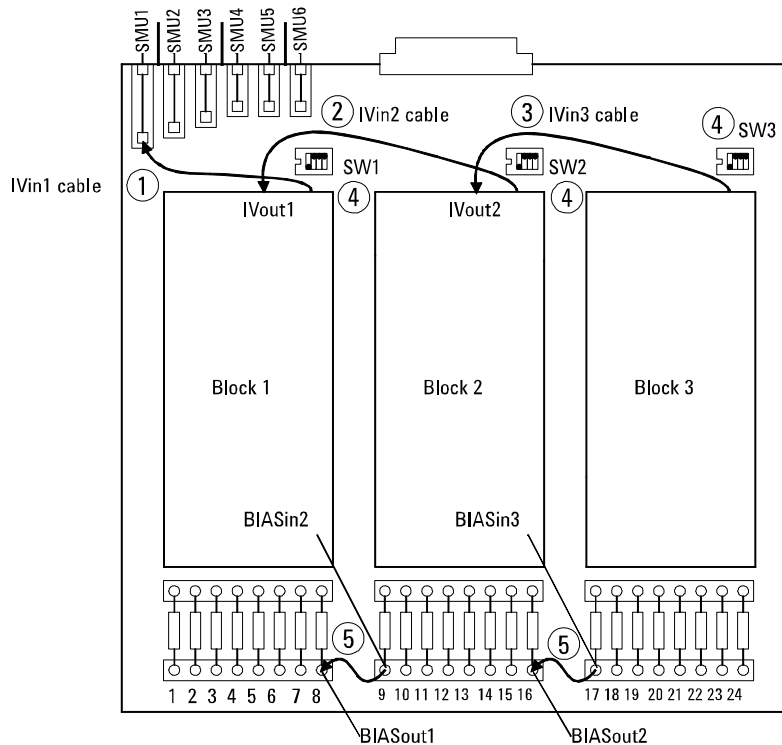 SMU1 SMU2 SMU3 SMU4 SMU5 SMU6
2 IVin2 cable 3 IVin3 cable 4 SW3
IVin1 cable 1 SW1 SW2
4 4
IVout1 IVout2
Block 1 Block 2 Block 3
BIASin2 BIASin3
5 5
1 2 3 4 5 6 7 8 9 10 11 12 13 14 15 16 17 18 19 20 21 22 23 24
BIASout1 BIASout2